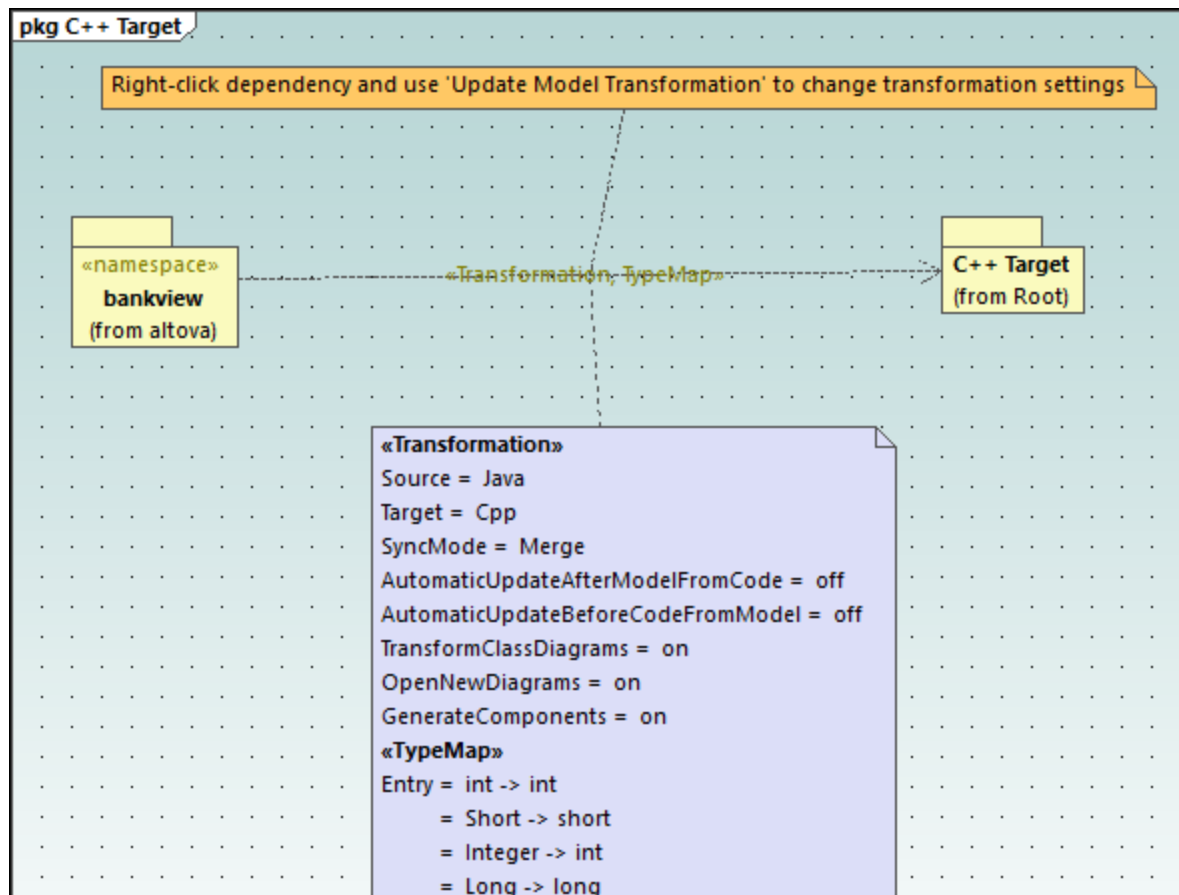 pkg C++ Target
Right-click dependency and use 'Update Model Transformation' to change transformation settings
«namespace»
bankview
(from altova)
«Transformation, TypeMap»
C++ Target
(from Root)
«Transformation»
Source = Java
Target = Cpp
SyncMode = Merge
AutomaticUpdateAfterModelFromCode = off
AutomaticUpdateBeforeCodeFromModel = off
TransformClassDiagrams = on
OpenNewDiagrams = on
GenerateComponents = on
«TypeMap»
Entry = int -> int
= Short -> short
= Integer -> int
= Long -> long